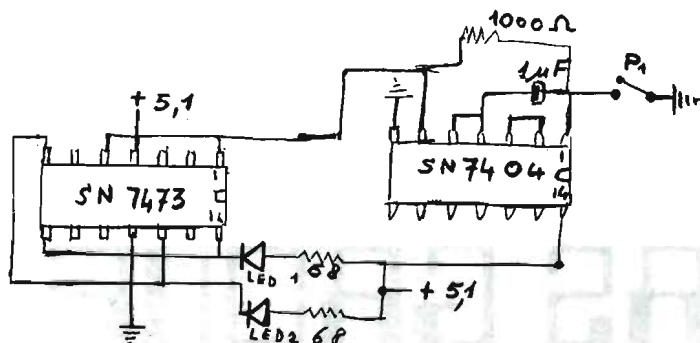 1000 Ω
1µF
P1
+ 5,1
SN 7404
1
14
SN 7473
1
14
LED 1
68
+ 5,1
LED2
68